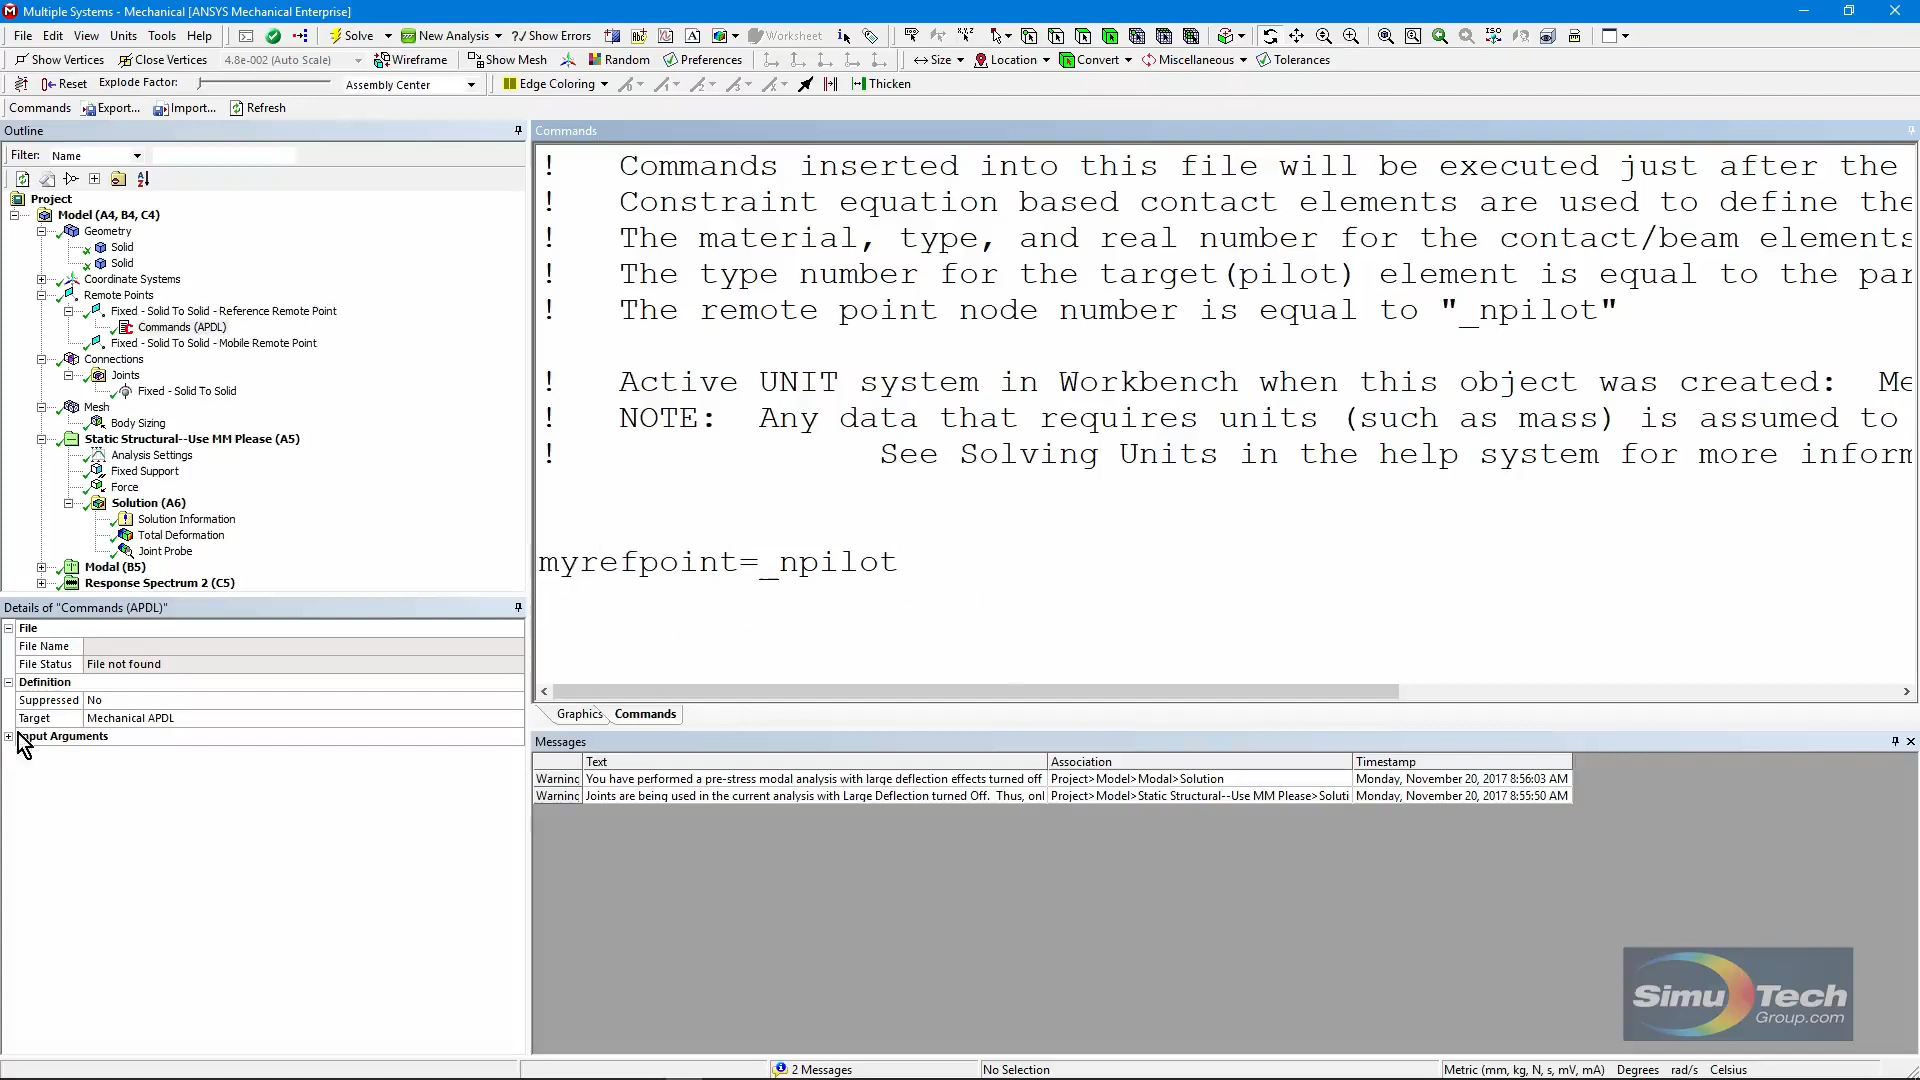 Multiple Systems - Mechanical [ANSYS Mechanical Enterprise]
File Edit View Units Tools Help Solve New Analysis ?/ Show Errors Worksheet
Show Vertices Close Vertices 4.8e-002 (Auto Scale) Wireframe Show Mesh Random Preferences Size Location Convert Miscellaneous Tolerances
Reset Explode Factor: Assembly Center Edge Coloring Thicken
Commands Export... Import... Refresh
Outline
Filter: Name
Project
Model (A4, B4, C4)
Geometry
Solid
Solid
Coordinate Systems
Remote Points
Fixed - Solid To Solid - Reference Remote Point
Commands (APDL)
Fixed - Solid To Solid - Mobile Remote Point
Connections
Joints
Fixed - Solid To Solid
Mesh
Body Sizing
Static Structural--Use MM Please (A5)
Analysis Settings
Fixed Support
Force
Solution (A6)
Solution Information
Total Deformation
Joint Probe
Modal (B5)
Response Spectrum 2 (C5)
Details of "Commands (APDL)"
File
File Name
File Status File not found
Definition
Suppressed No
Target Mechanical APDL
Input Arguments
Commands
! Commands inserted into this file will be executed just after the
! Constraint equation based contact elements are used to define the
! The material, type, and real number for the contact/beam elements
! The type number for the target(pilot) element is equal to the par
! The remote point node number is equal to "_npilot"
! Active UNIT system in Workbench when this object was created: Me
! NOTE: Any data that requires units (such as mass) is assumed to
! See Solving Units in the help system for more inform
myrefpoint=_npilot
Graphics Commands
Messages
Text Association Timestamp
Warning You have performed a pre-stress modal analysis with large deflection effects turned off Project>Model>Modal>Solution Monday, November 20, 2017 8:56:03 AM
Warning Joints are being used in the current analysis with Large Deflection turned Off. Thus, onl Project>Model>Static Structural--Use MM Please>Soluti Monday, November 20, 2017 8:55:50 AM
SimuTech
Group.com
2 Messages No Selection Metric (mm, kg, N, s, mV, mA) Degrees rad/s Celsius